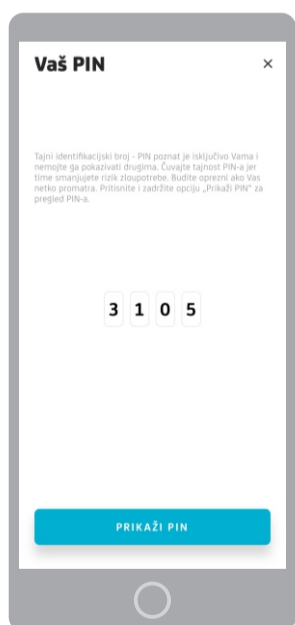 Vaš PIN ×
Tajni identifikacijski broj - PIN poznat je isključivo Vama i
nemojte ga pokazivati drugima. Čuvajte tajnost PIN-a jer
time smanjujete rizik zloupotrebe. Budite oprezni ako Vas
netko promatra. Pritisnite i zadržite opciju „Prikaži PIN" za
pregled PIN-a.
3 1 0 5
PRIKAŽI PIN